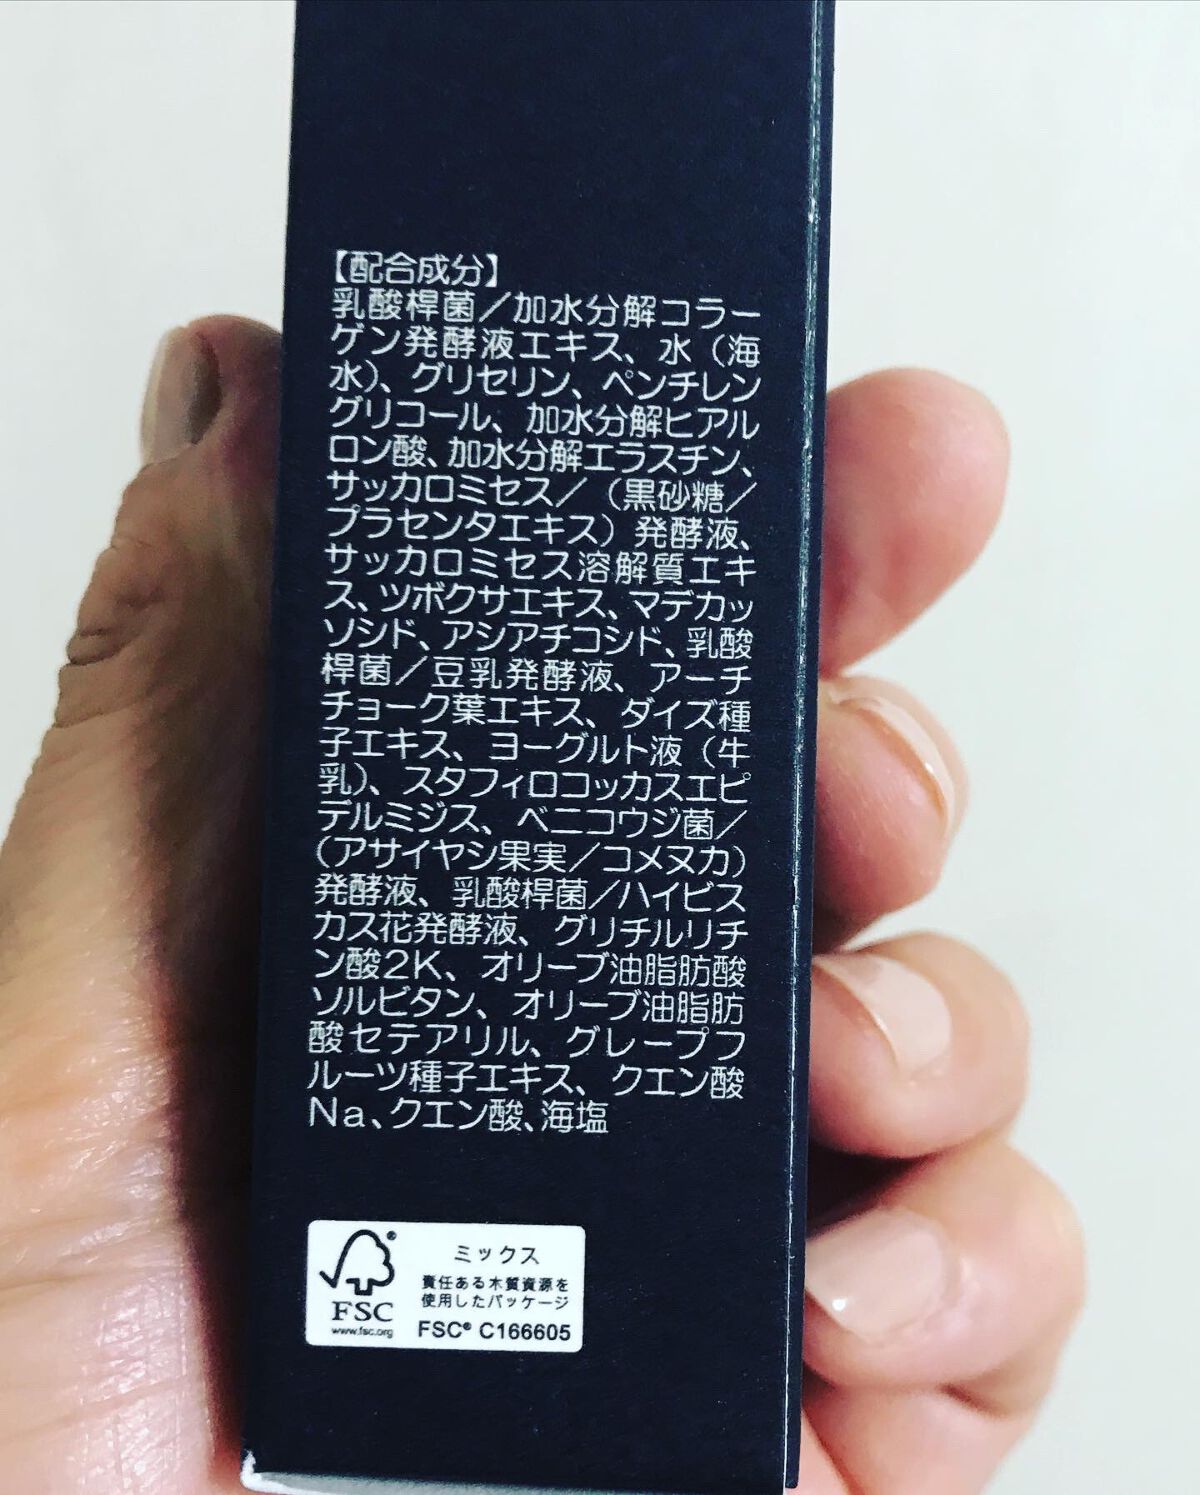 【配合成分】
乳酸桿菌／加水分解コラー
ゲン発酵液エキス、水（海
水）、グリセリン、ペンチレン
グリコール、加水分解ヒアル
ロン酸、加水分解エラスチン、
サッカロミセス／（黒砂糖／
プラセンタエキス）発酵液、
サッカロミセス溶解質エキ
ス、ツボクサエキス、マデカッ
ソシド、アシアチコシド、乳酸
桿菌／豆乳発酵液、アーチ
チョーク葉エキス、ダイズ種
子エキス、ヨーグルト液（牛
乳）、スタフィロコッカスエピ
デルミジス、ベニコウジ菌／
（アサイヤシ果実／コメヌカ）
発酵液、乳酸桿菌／ハイビス
カス花発酵液、グリチルリチ
ン酸2K、オリーブ油脂肪酸
ソルビタン、オリーブ油脂肪
酸セテアリル、グレープフ
ルーツ種子エキス、クエン酸
Na、クエン酸、海塩
ミックス
責任ある木質資源を
使用したパッケージ
FSC® C166605
®
FSC
www.fsc.org